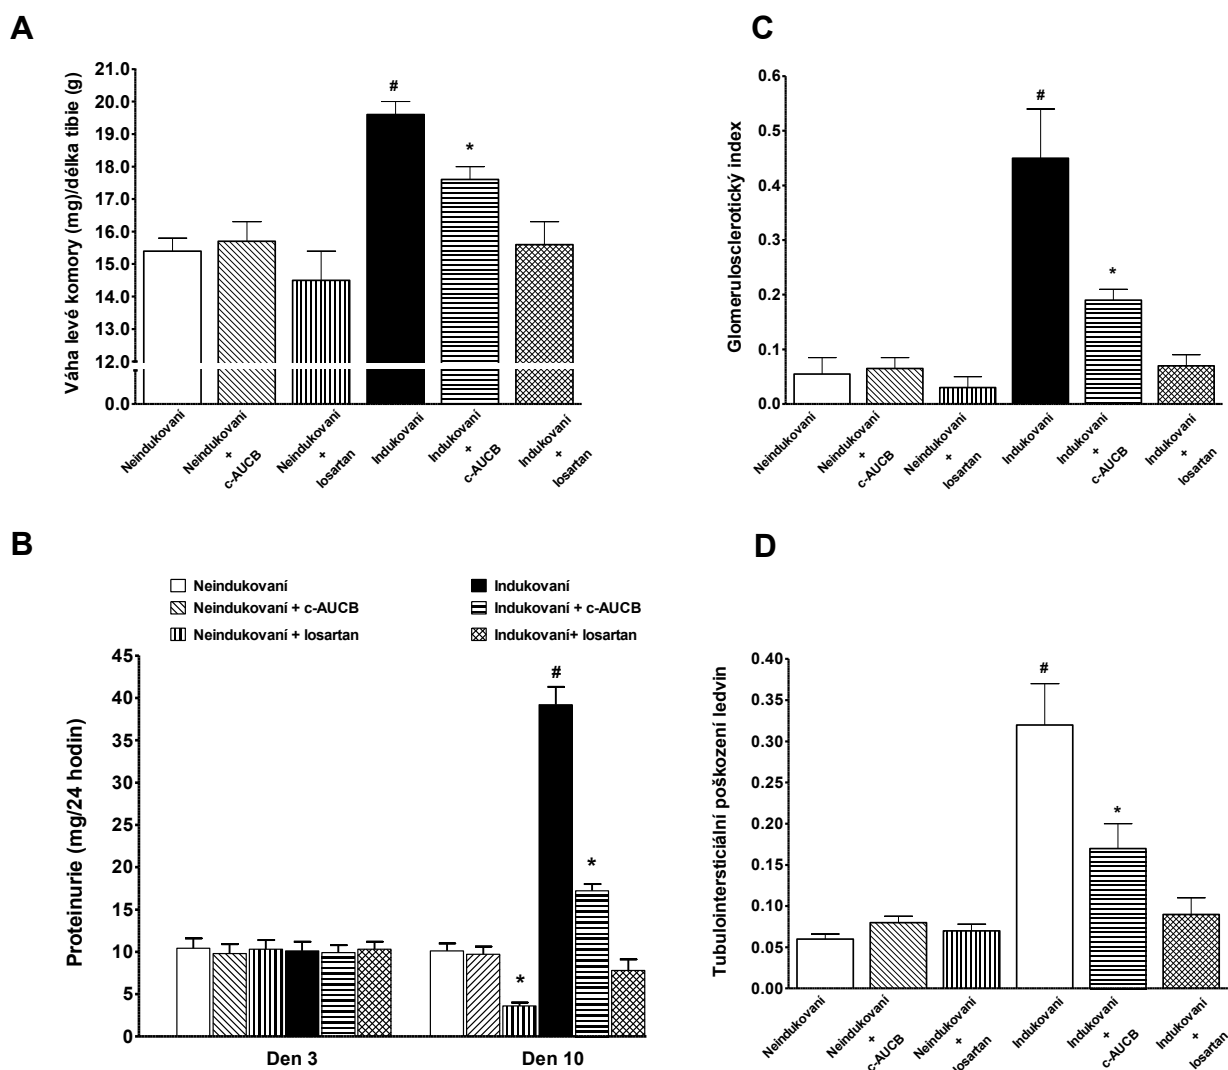 A
Váha levé komory (mg)/délka tibie (g)
21.0
20.0
19.0
18.0
17.0
16.0
15.0
14.0
13.0
12.0
0.0
#
*
Neindukovaní
Neindukovaní
+
c-AUCB
Neindukovaní
+
losartan
Indukovaní
Indukovaní
+
c-AUCB
Indukovaní
+
losartan
C
Glomerulosclerotický index
0.6
0.5
0.4
0.3
0.2
0.1
0.0
#
*
Neindukovaní
Neindukovaní
+
c-AUCB
Neindukovaní
+
losartan
Indukovaní
Indukovaní
+
c-AUCB
Indukovaní
+
losartan
B
Neindukovaní
Neindukovaní + c-AUCB
Neindukovaní + losartan
Indukovaní
Indukovaní + c-AUCB
Indukovaní+ losartan
Proteinurie (mg/24 hodin)
45
40
35
30
25
20
15
10
5
0
*
#
*
Den 3
Den 10
D
Tubulointersticiální poškození ledvin
0.40
0.35
0.30
0.25
0.20
0.15
0.10
0.05
0.00
#
*
Neindukovaní
Neindukovaní
+
c-AUCB
Neindukovaní
+
losartan
Indukovaní
Indukovaní
+
c-AUCB
Indukovaní
+
losartan